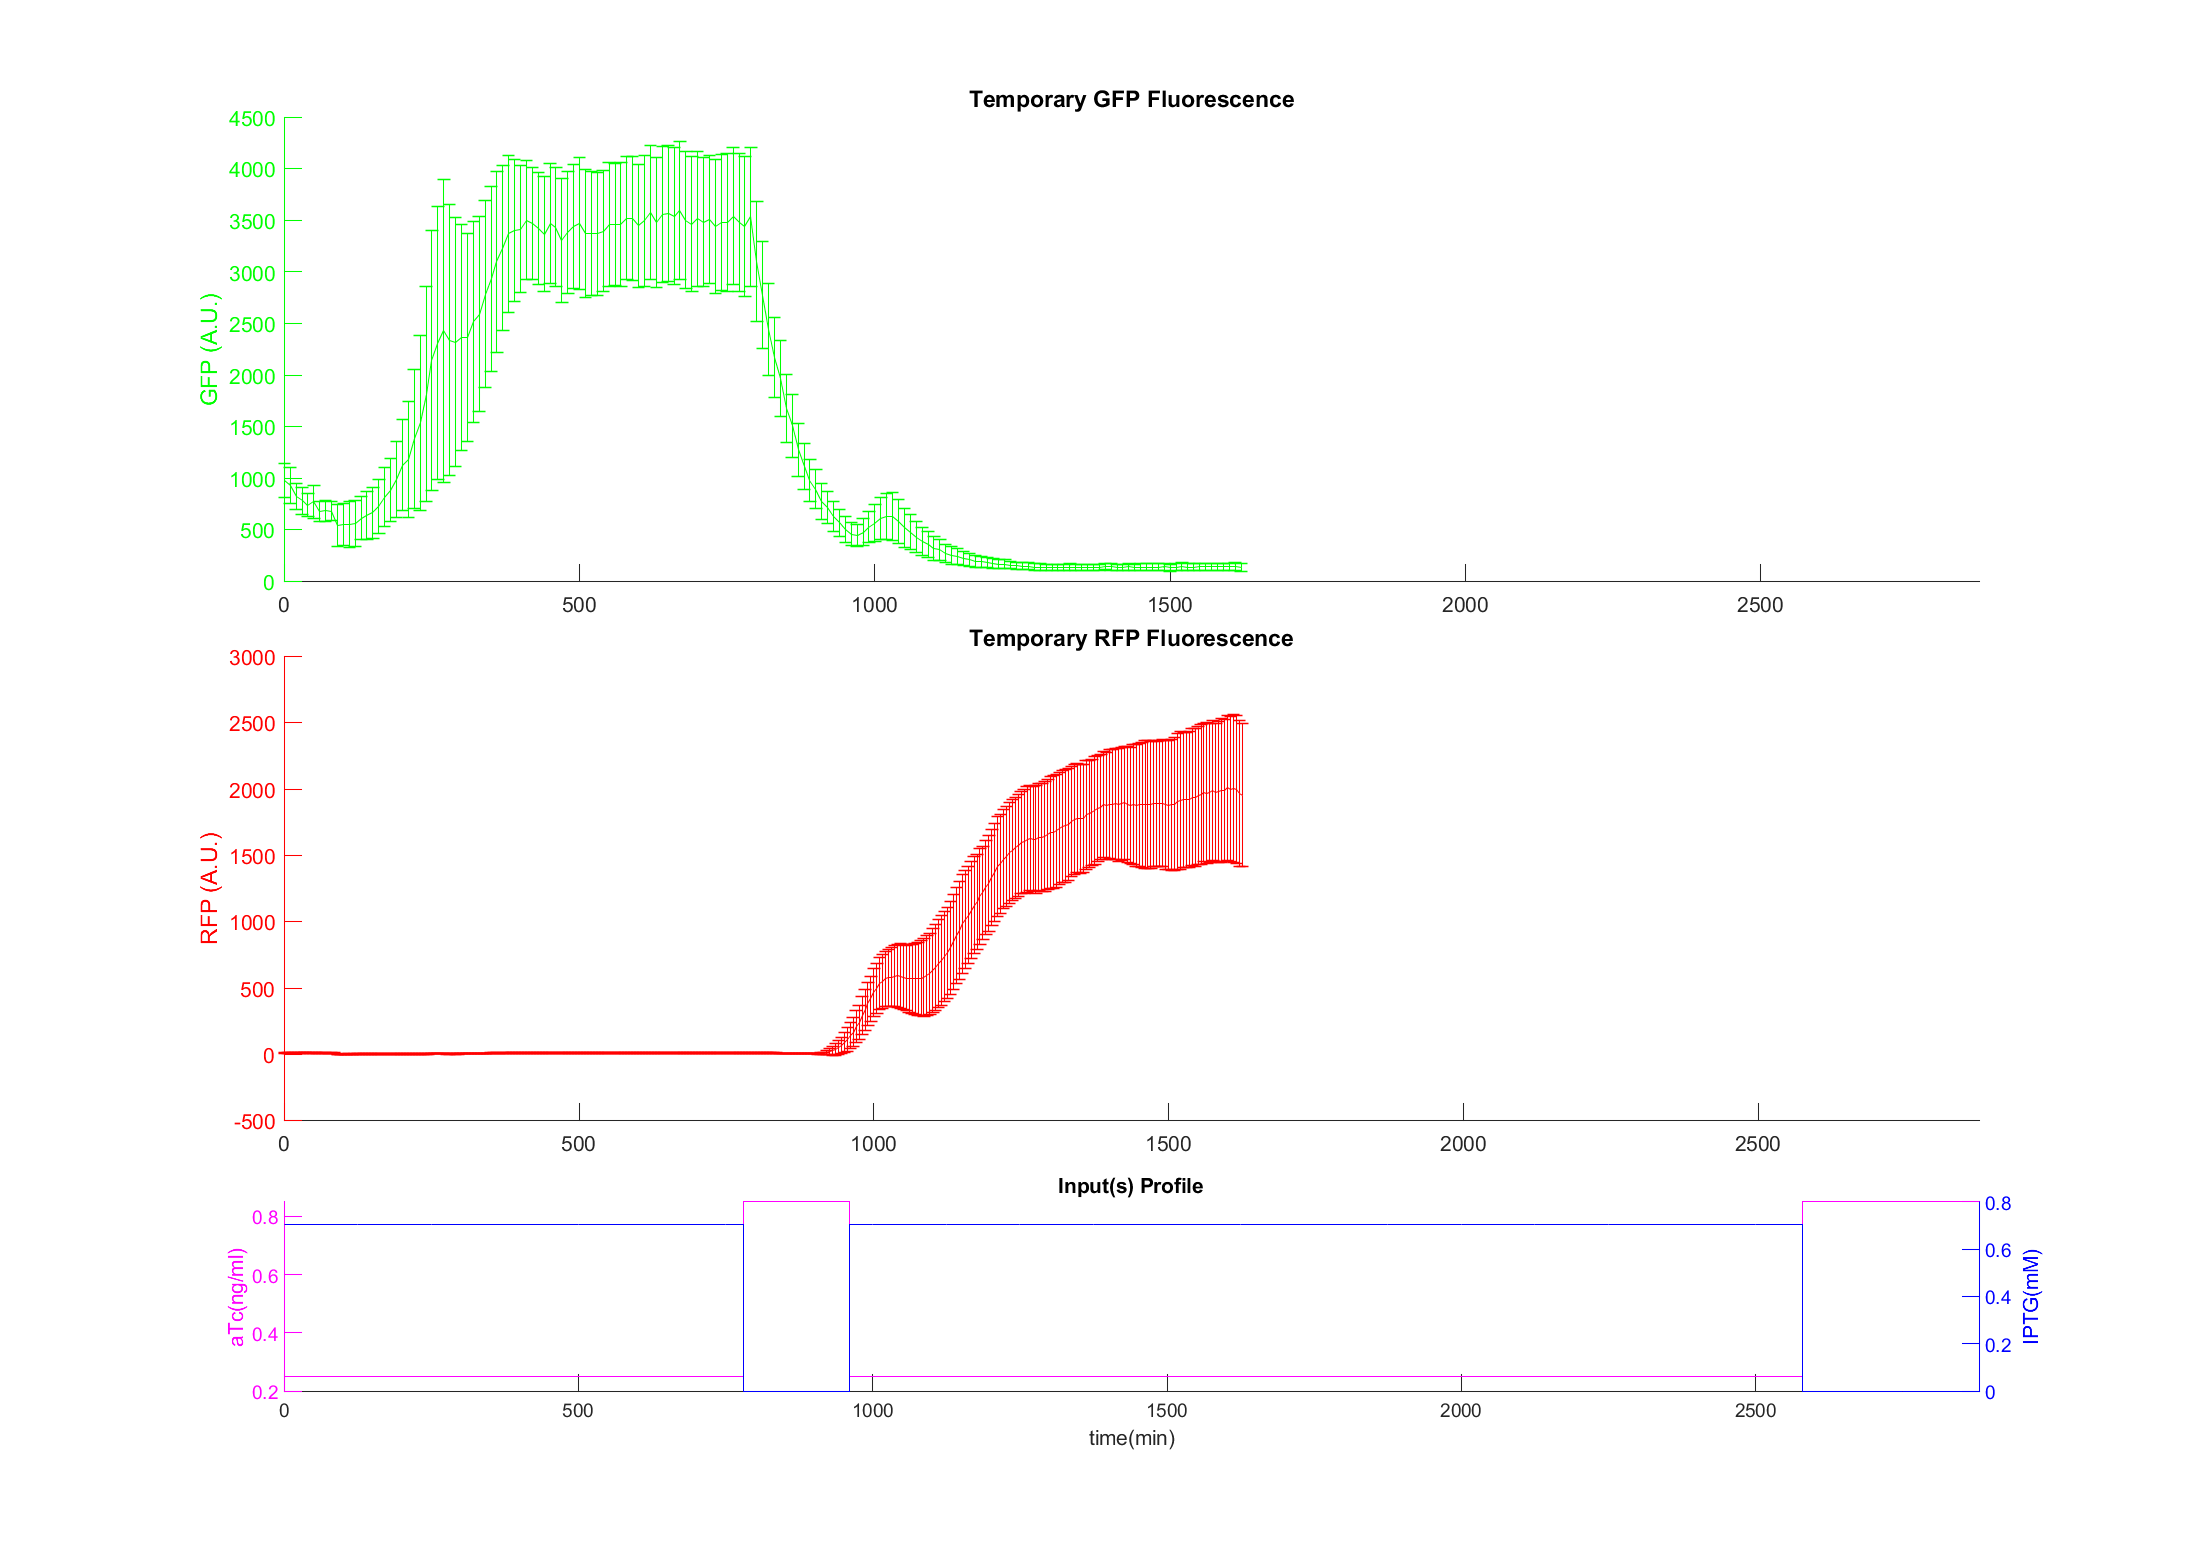 Temporary GFP Fluorescence
4500
4000
3500
3000
2500
2000
1500
1000
500
0
GFP (A.U.)
0 500 1000 1500 2000 2500
Temporary RFP Fluorescence
3000
2500
2000
1500
1000
500
0
-500
RFP (A.U.)
0 500 1000 1500 2000 2500
Input(s) Profile
0.8
0.6
0.4
0.2
aTc(ng/ml)
0.8
0.6
0.4
0.2
0
IPTG(mM)
0 500 1000 1500 2000 2500
time(min)